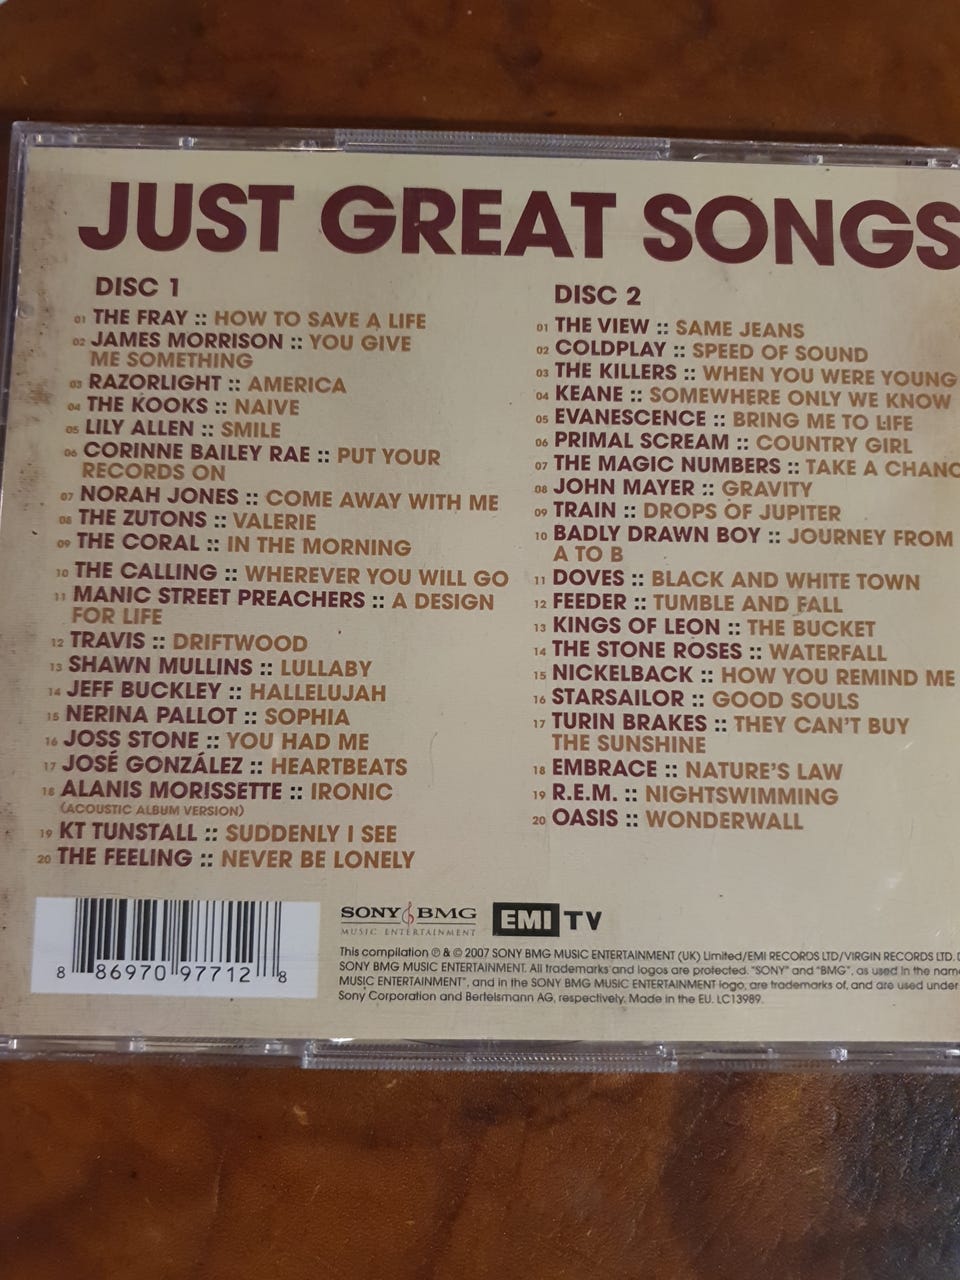 JUST GREAT SONGS
DISC 1
01 THE FRAY :: HOW TO SAVE A LIFE
02 JAMES MORRISON :: YOU GIVE
ME SOMETHING
03 RAZORLIGHT :: AMERICA
04 THE KOOKS :: NAIVE
05 LILY ALLEN :: SMILE
06 CORINNE BAILEY RAE :: PUT YOUR
RECORDS ON
07 NORAH JONES :: COME AWAY WITH ME
08 THE ZUTONS :: VALERIE
09 THE CORAL :: IN THE MORNING
10 THE CALLING :: WHEREVER YOU WILL GO
11 MANIC STREET PREACHERS :: A DESIGN
FOR LIFE
12 TRAVIS :: DRIFTWOOD
13 SHAWN MULLINS :: LULLABY
14 JEFF BUCKLEY :: HALLELUJAH
15 NERINA PALLOT :: SOPHIA
16 JOSS STONE :: YOU HAD ME
17 JOSÉ GONZÁLEZ :: HEARTBEATS
18 ALANIS MORISSETTE :: IRONIC
(ACOUSTIC ALBUM VERSION)
19 KT TUNSTALL :: SUDDENLY I SEE
20 THE FEELING :: NEVER BE LONELY
DISC 2
01 THE VIEW :: SAME JEANS
02 COLDPLAY :: SPEED OF SOUND
03 THE KILLERS :: WHEN YOU WERE YOUNG
04 KEANE :: SOMEWHERE ONLY WE KNOW
05 EVANESCENCE :: BRING ME TO LIFE
06 PRIMAL SCREAM :: COUNTRY GIRL
07 THE MAGIC NUMBERS :: TAKE A CHANC
08 JOHN MAYER :: GRAVITY
09 TRAIN :: DROPS OF JUPITER
10 BADLY DRAWN BOY :: JOURNEY FROM
A TO B
11 DOVES :: BLACK AND WHITE TOWN
12 FEEDER :: TUMBLE AND FALL
13 KINGS OF LEON :: THE BUCKET
14 THE STONE ROSES :: WATERFALL
15 NICKELBACK :: HOW YOU REMIND ME
16 STARSAILOR :: GOOD SOULS
17 TURIN BRAKES :: THEY CAN'T BUY
THE SUNSHINE
18 EMBRACE :: NATURE'S LAW
19 R.E.M. :: NIGHTSWIMMING
20 OASIS :: WONDERWALL
8 86970 97712 8
SONY BMG
MUSIC ENTERTAINMENT
EMI TV
This compilation ℗ & © 2007 SONY BMG MUSIC ENTERTAINMENT (UK) Limited/EMI RECORDS LTD/VIRGIN RECORDS LTD.
SONY BMG MUSIC ENTERTAINMENT. All trademarks and logos are protected. "SONY" and "BMG", as used in the name
MUSIC ENTERTAINMENT", and in the SONY BMG MUSIC ENTERTAINMENT logo, are trademarks of, and are used under
Sony Corporation and Bertelsmann AG, respectively. Made in the EU. LC13989.